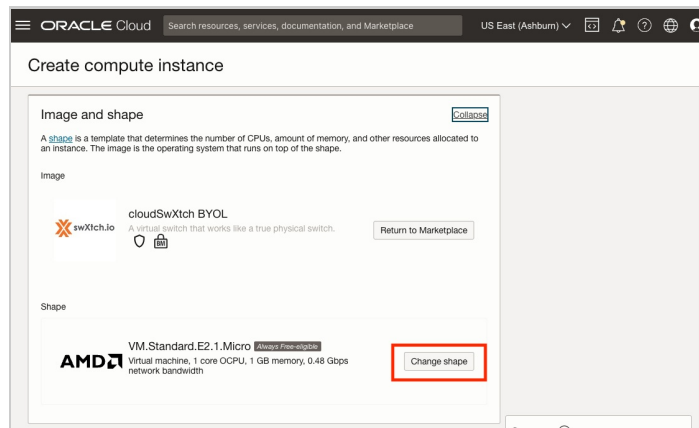 ORACLE Cloud
Search resources, services, documentation, and Marketplace
US East (Ashburn)
Create compute instance
Image and shape
Collapse
A shape is a template that determines the number of CPUs, amount of memory, and other resources allocated to
an instance. The image is the operating system that runs on top of the shape.
Image
swXtch.io
cloudSwXtch BYOL
A virtual switch that works like a true physical switch.
BM
Return to Marketplace
Shape
AMD
VM.Standard.E2.1.Micro Always Free-eligible
Virtual machine, 1 core OCPU, 1 GB memory, 0.48 Gbps
network bandwidth
Change shape